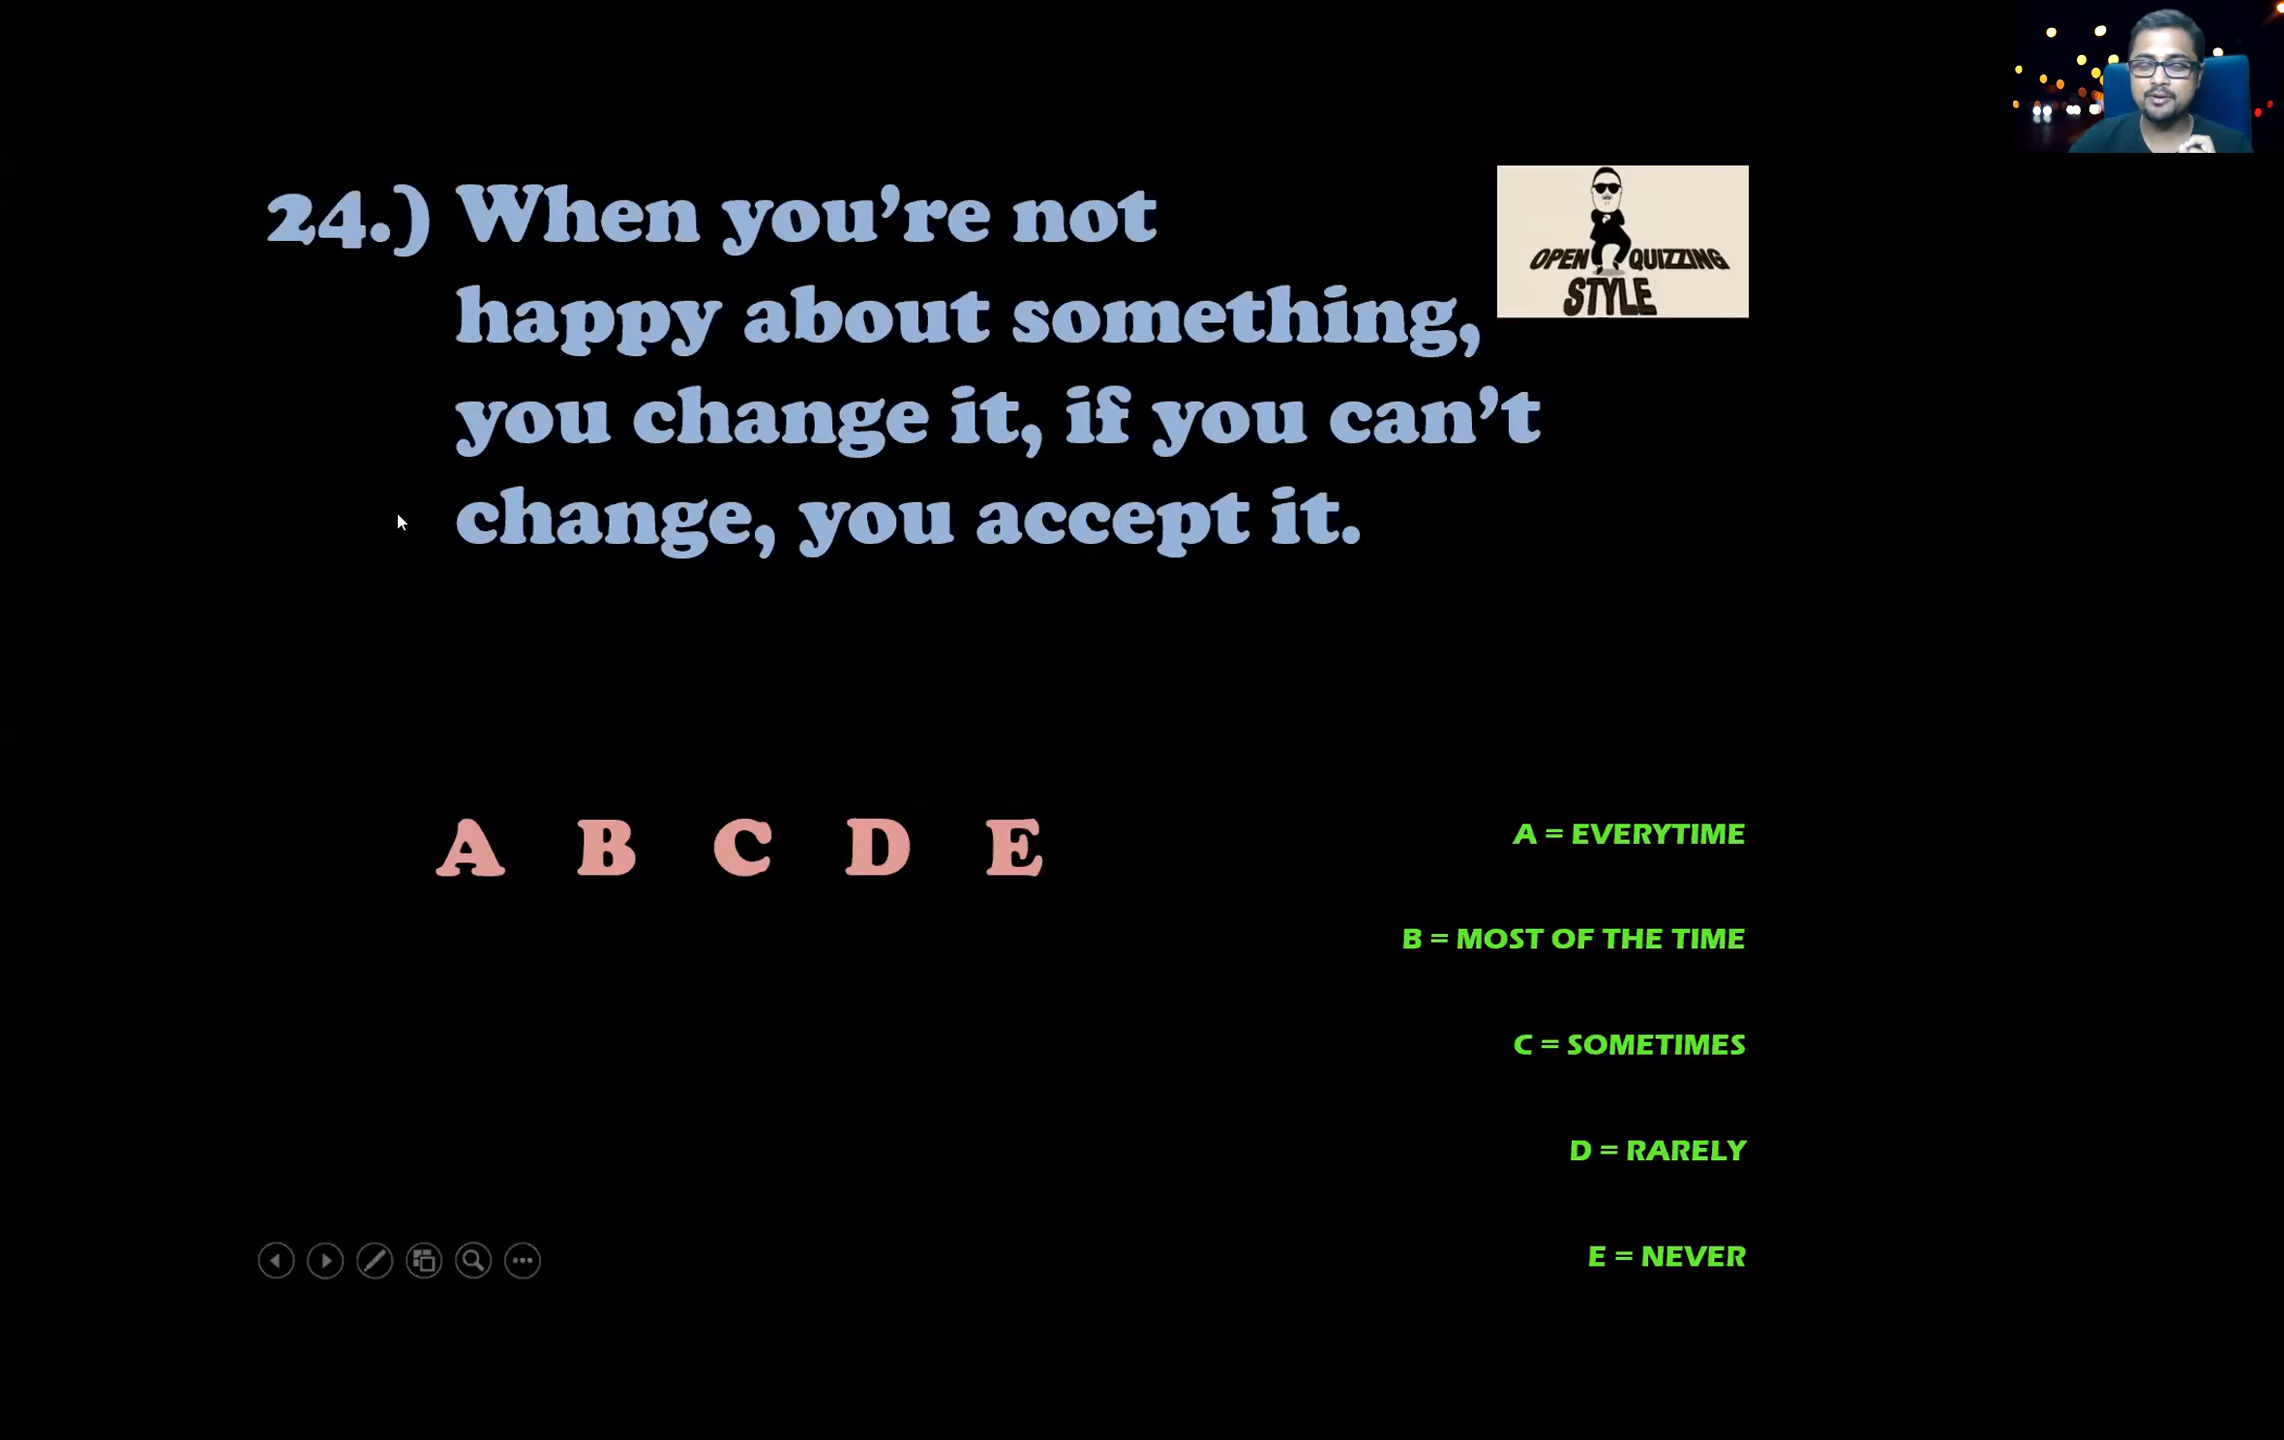 24.) When you’re not
happy about something,
you change it, if you can’t
change, you accept it.
OPEN QUIZZING
STYLE
A B C D E
A = EVERYTIME
B = MOST OF THE TIME
C = SOMETIMES
D = RARELY
E = NEVER